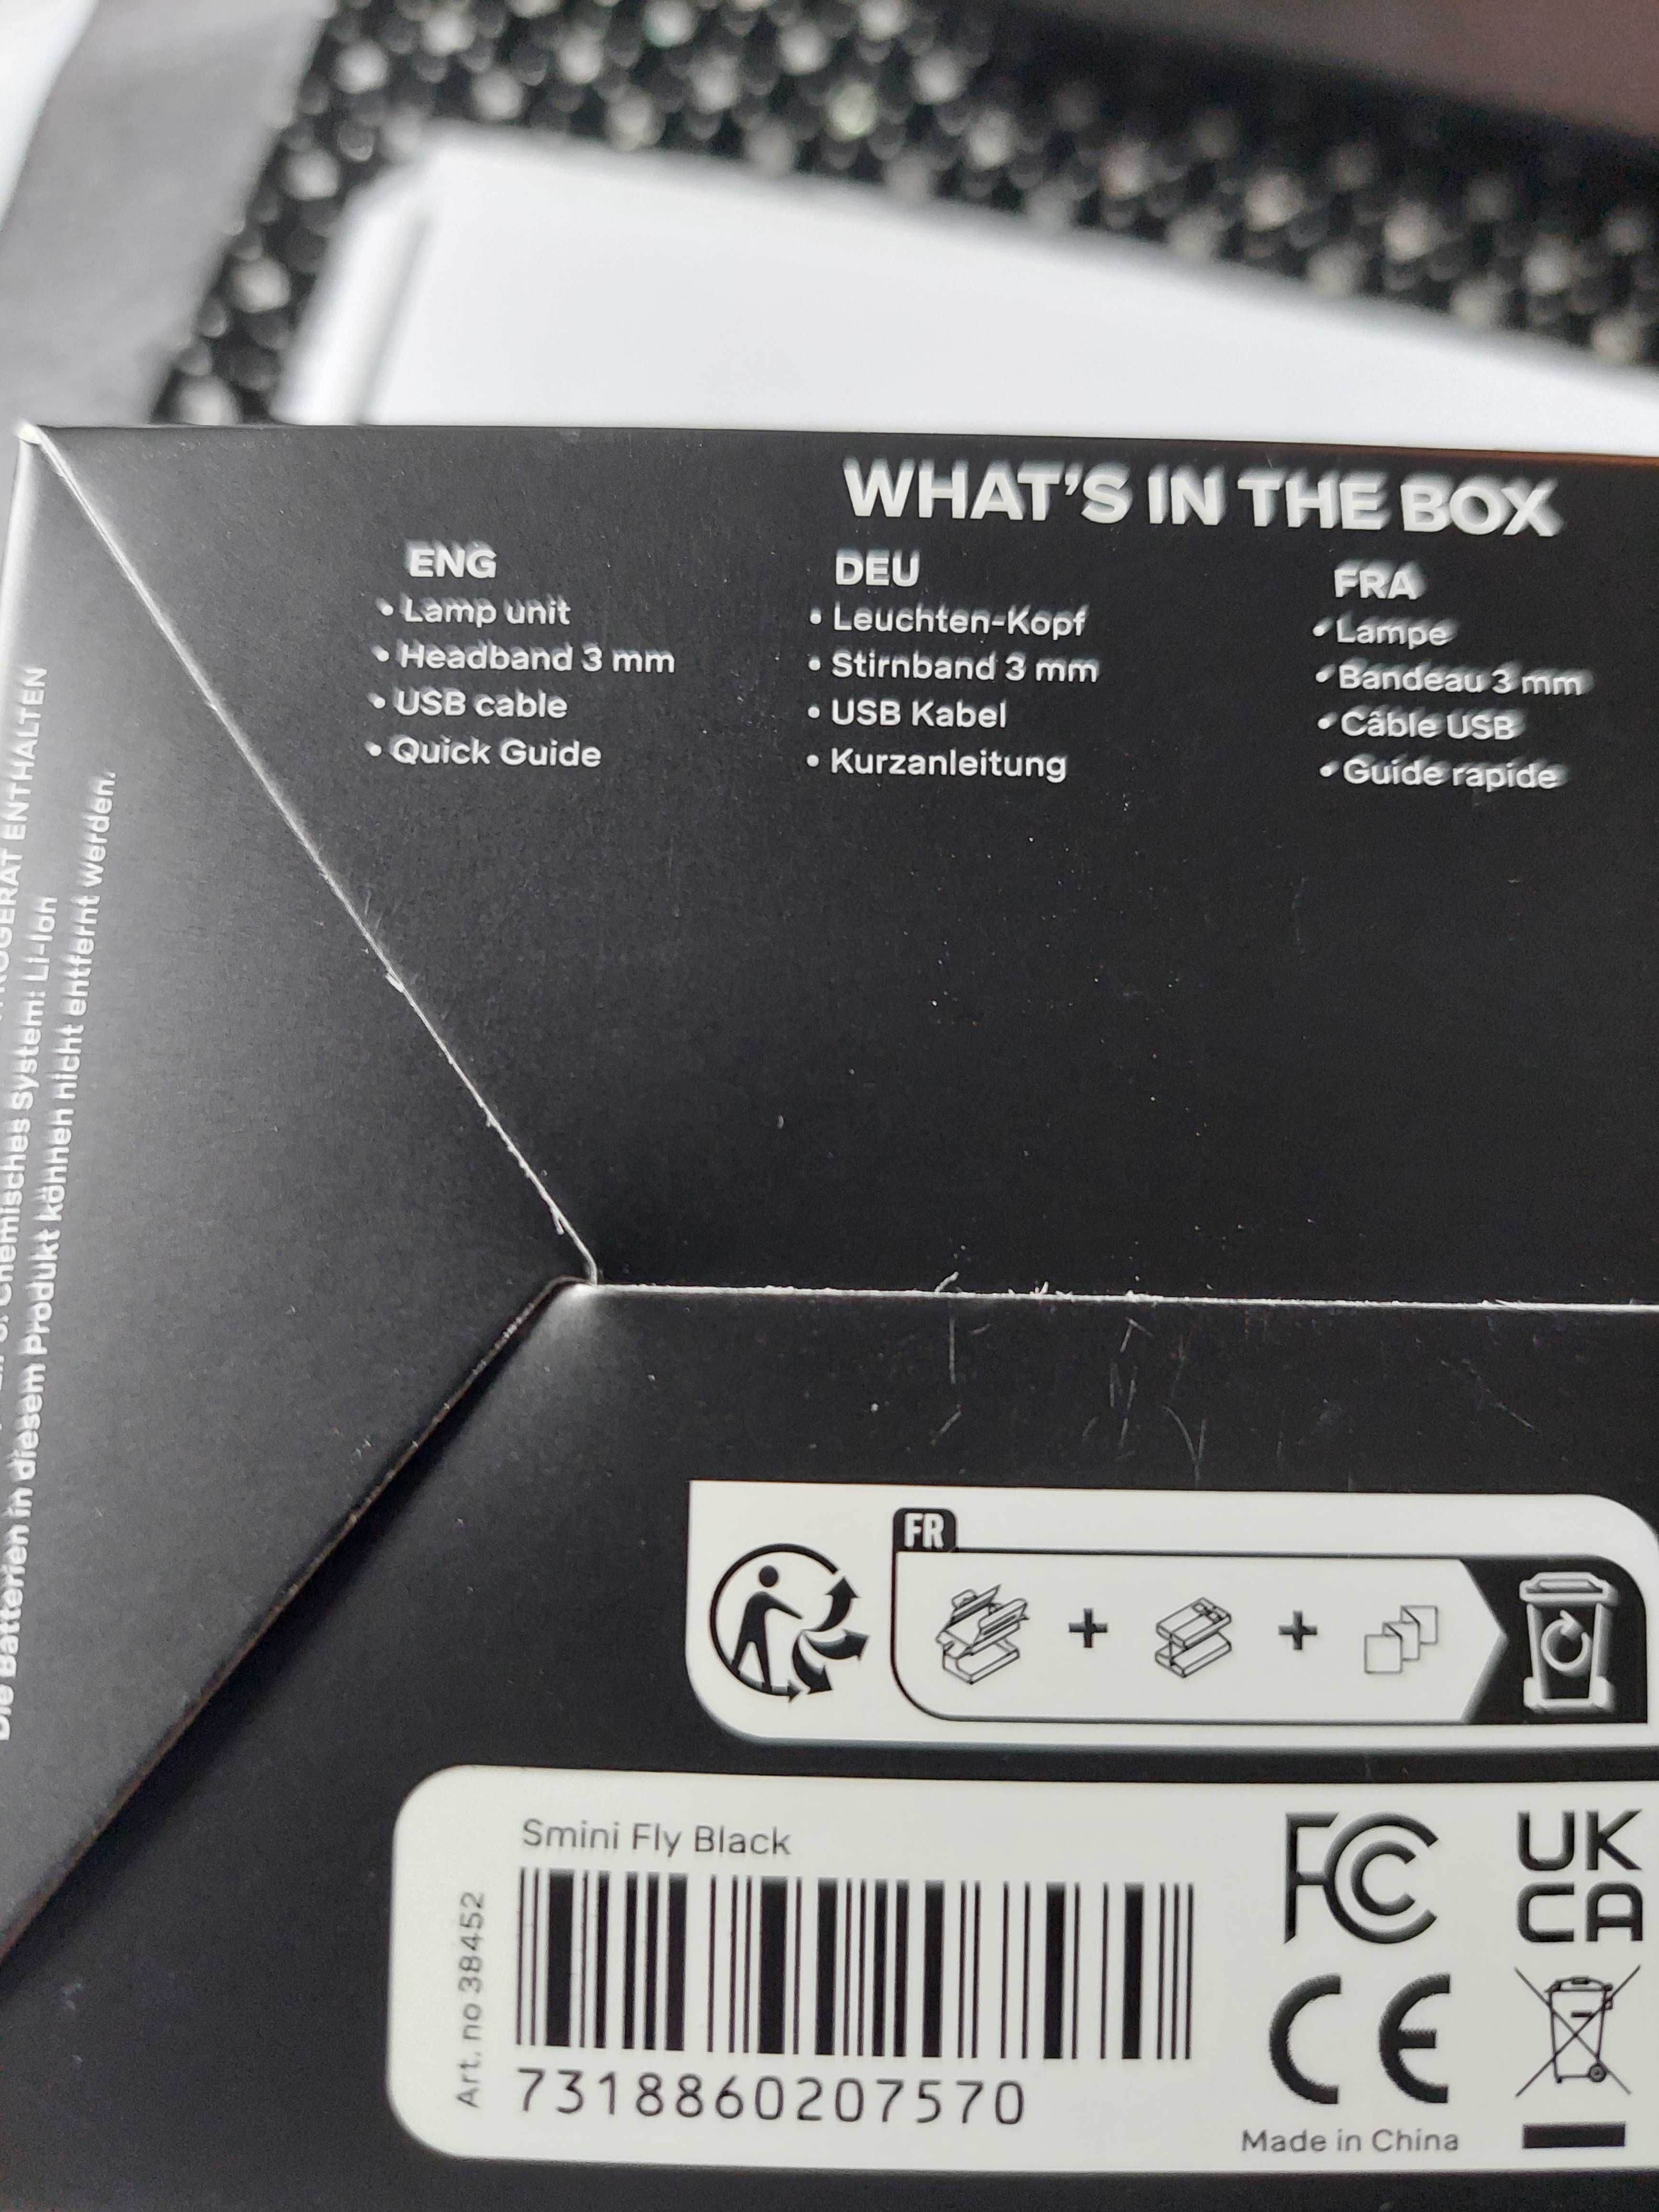 WHAT'S IN THE BOX
ENG
• Lamp unit
• Headband 3 mm
• USB cable
• Quick Guide
DEU
• Leuchten-Kopf
• Stirnband 3 mm
• USB Kabel
• Kurzanleitung
FRA
• Lampe
• Bandeau 3 mm
• Câble USB
• Guide rapide
ENTHALTEN
Chemisches System: Li-Ion
Die Batterien in diesem Produkt können nicht entfernt werden.
FR
+ +
Smini Fly Black
Art. no 38452
7318860207570
FC
UK
CA
CE
Made in China